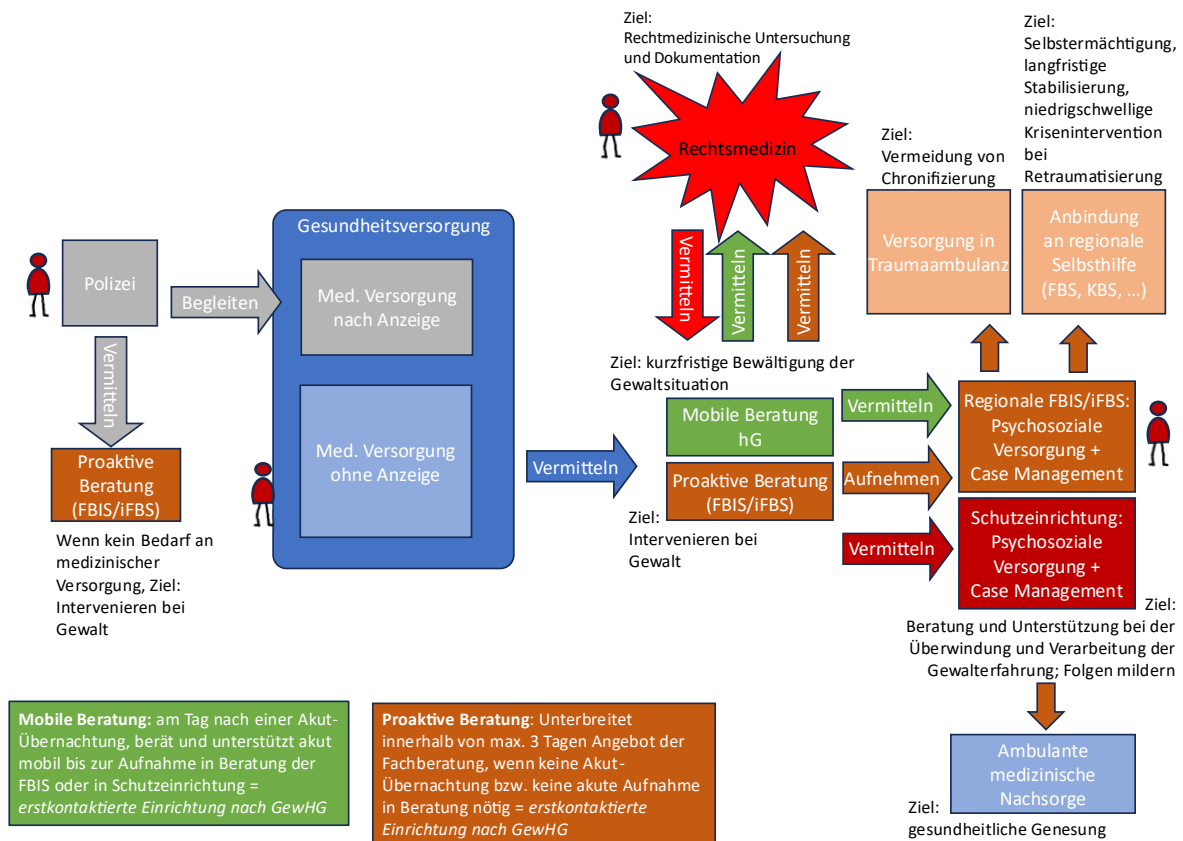 Ziel:
Rechtmedizinische Untersuchung
und Dokumentation
Ziel:
Selbstermächtigung,
langfristige
Stabilisierung,
niedrigschwellige
Krisenintervention
bei
Retraumatisierung
Rechtsmedizin
Ziel:
Vermeidung von
Chronifizierung
Gesundheitsversorgung
Polizei
Begleiten
Med. Versorgung
nach Anzeige
Vermitteln
Vermitteln
Vermitteln
Versorgung in
Traumaambulanz
Anbindung
an regionale
Selbsthilfe
(FBS, KBS, ...)
Vermitteln
Ziel: kurzfristige Bewältigung der
Gewaltsituation
Med. Versorgung
ohne Anzeige
Vermitteln
Mobile Beratung
hG
Vermitteln
Regionale FBIS/iFBS:
Psychosoziale
Versorgung +
Case Management
Proaktive
Beratung
(FBIS/iFBS)
Proaktive Beratung
(FBIS/iFBS)
Aufnehmen
Wenn kein Bedarf an
medizinischer
Versorgung, Ziel:
Intervenieren bei
Gewalt
Ziel:
Intervenieren bei
Gewalt
Vermitteln
Schutzeinrichtung:
Psychosoziale
Versorgung +
Case Management
Ziel:
Beratung und Unterstützung bei der
Überwindung und Verarbeitung der
Gewalterfahrung; Folgen mildern
Mobile Beratung: am Tag nach einer Akut-
Übernachtung, berät und unterstützt akut
mobil bis zur Aufnahme in Beratung der
FBIS oder in Schutzeinrichtung =
erstkontaktierte Einrichtung nach GewHG
Proaktive Beratung: Unterbreitet
innerhalb von max. 3 Tagen Angebot der
Fachberatung, wenn keine Akut-
Übernachtung bzw. keine akute Aufnahme
in Beratung nötig = erstkontaktierte
Einrichtung nach GewHG
Ambulante
medizinische
Nachsorge
Ziel:
gesundheitliche Genesung